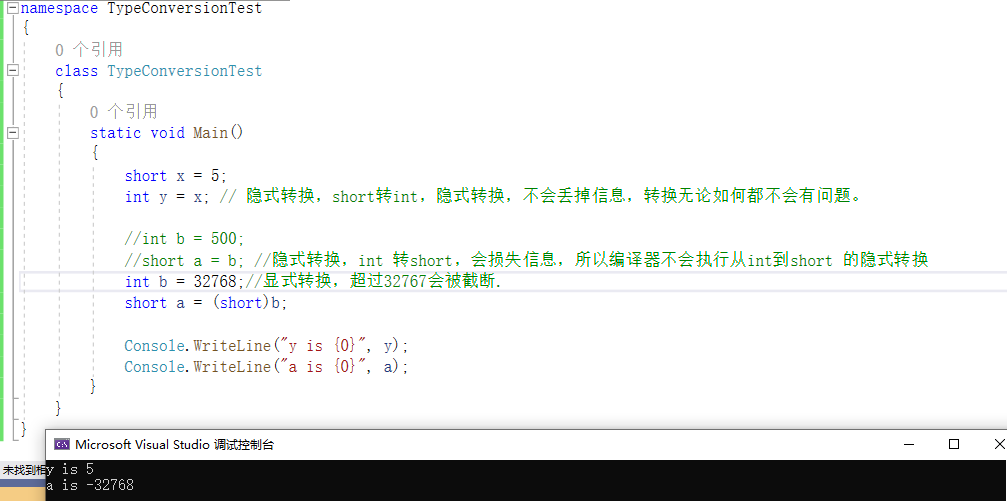 namespace TypeConversionTest
{
0 个引用
class TypeConversionTest
{
0 个引用
static void Main()
{
short x = 5;
int y = x; // 隐式转换，short转int，隐式转换，不会丢掉信息，转换无论如何都不会有问题。
//int b = 500;
//short a = b; //隐式转换，int 转short，会损失信息，所以编译器不会执行从int到short 的隐式转换
int b = 32768;//显式转换，超过32767会被截断.
short a = (short)b;
Console.WriteLine("y is {0}", y);
Console.WriteLine("a is {0}", a);
}
}
}
Microsoft Visual Studio 调试控制台
未找到相
y is 5
a is -32768